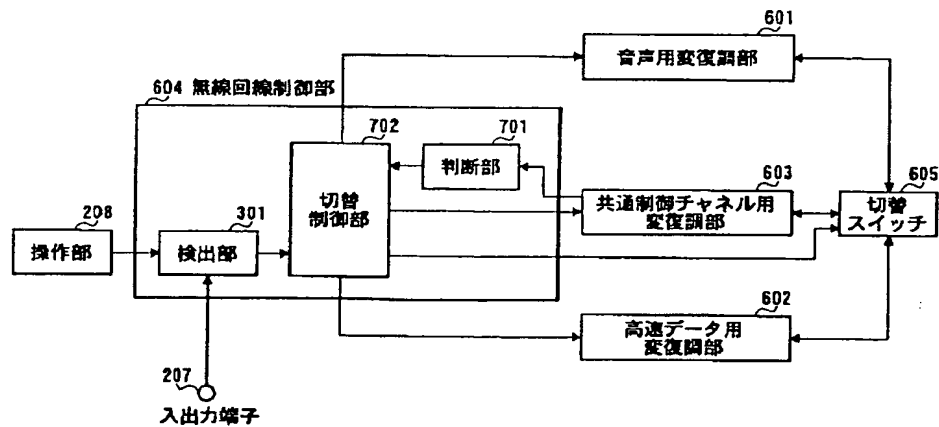 601
音声用変復調部
604 無線回線制御部
702
701
切替
制御部
判断部
603
共通制御チャネル用
変復調部
605
切替
スイッチ
208
操作部
301
検出部
602
高速データ用
変復調部
207
入出力端子